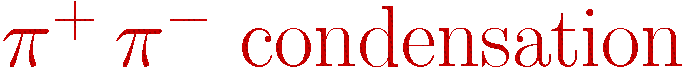 π⁺ π⁻ condensation